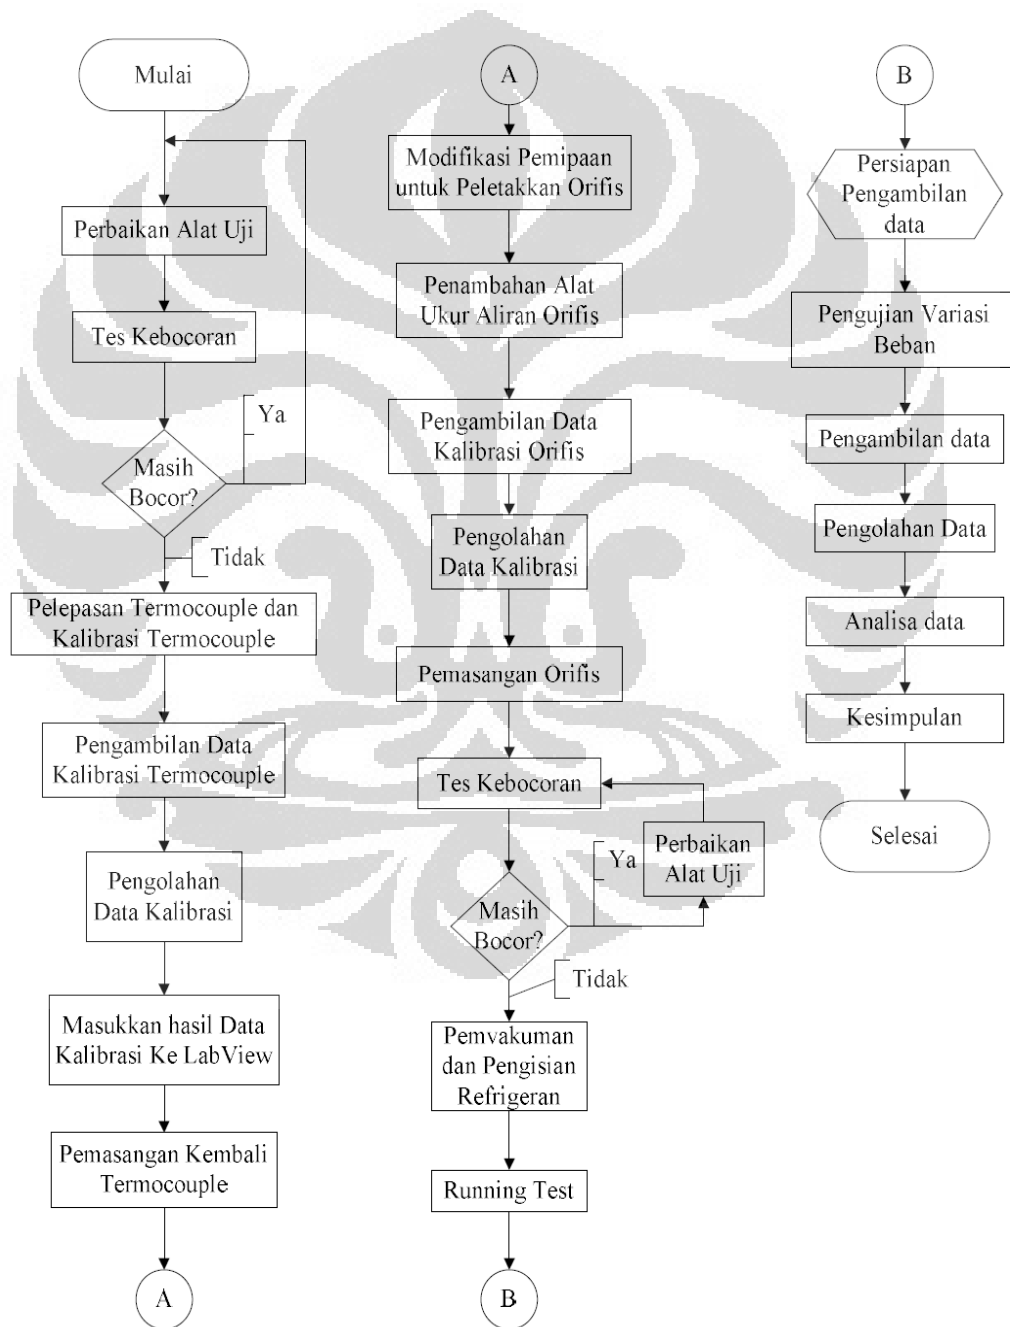 Mulai
Perbaikan Alat Uji
Tes Kebocoran
Ya
Masih
Bocor?
Tidak
Pelepasan Termocouple dan
Kalibrasi Termocouple
Pengambilan Data
Kalibrasi Termocouple
Pengolahan
Data Kalibrasi
Masukkan hasil Data
Kalibrasi Ke LabView
Pemasangan Kembali
Termocouple
A
A
Modifikasi Pemipaan
untuk Peletakkan Orifis
Penambahan Alat
Ukur Aliran Orifis
Pengambilan Data
Kalibrasi Orifis
Pengolahan
Data Kalibrasi
Pemasangan Orifis
Tes Kebocoran
Ya
Perbaikan
Alat Uji
Masih
Bocor?
Tidak
Pemvakuman
dan Pengisian
Refrigeran
Running Test
B
B
Persiapan
Pengambilan
data
Pengujian Variasi
Beban
Pengambilan data
Pengolahan Data
Analisa data
Kesimpulan
Selesai